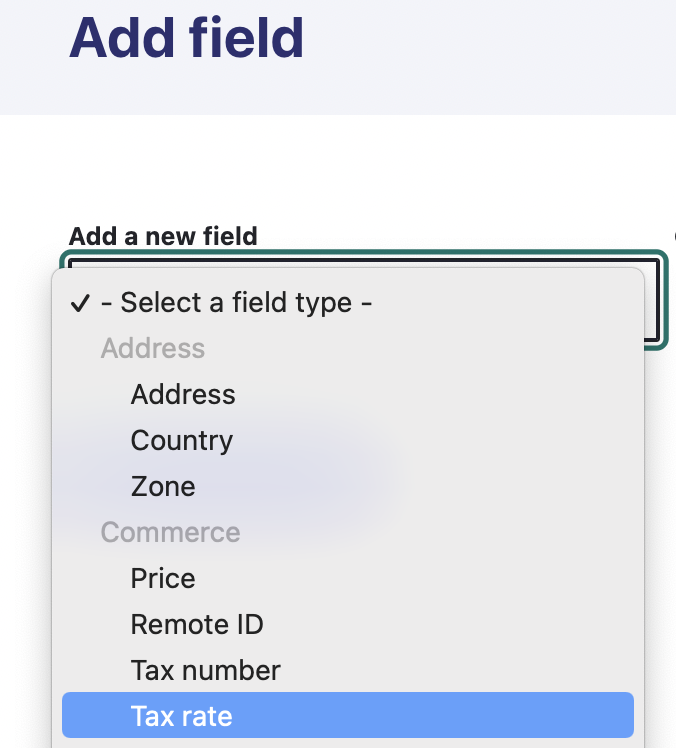 Add field
Add a new field
✓ - Select a field type -
Address
Address
Country
Zone
Commerce
Price
Remote ID
Tax number
Tax rate